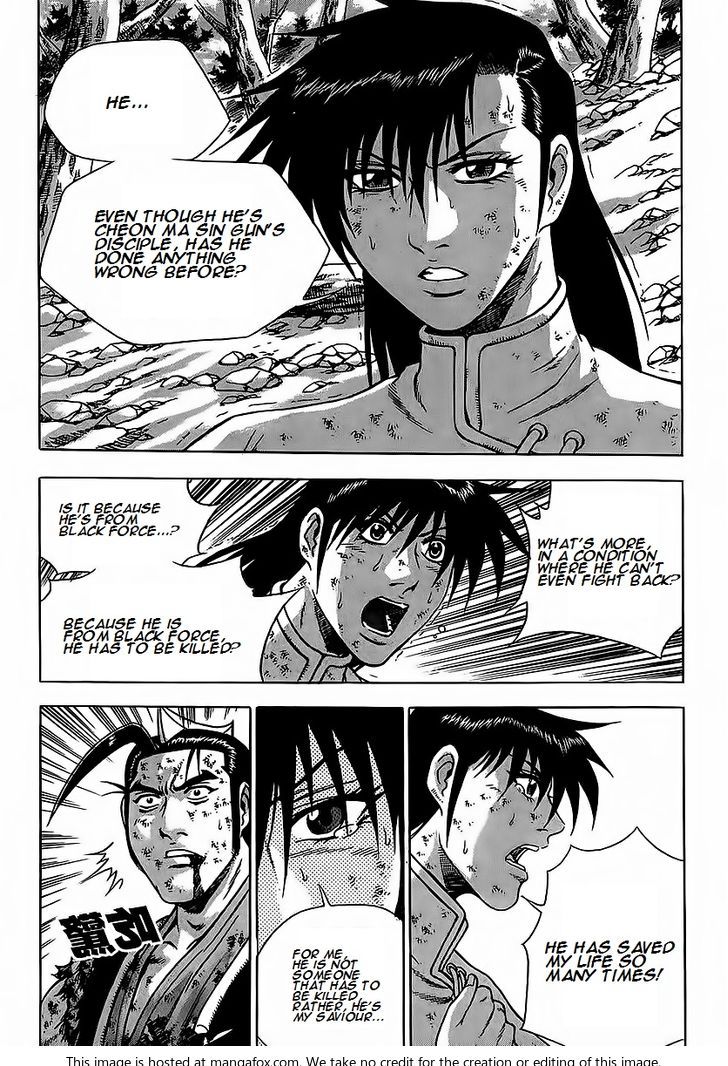 HE...
EVEN THOUGH HE'S
CHEON MA SIN GUN'S
DISCIPLE, HAS HE
DONE ANYTHING
WRONG BEFORE?
IS IT BECAUSE
HE'S FROM
BLACK FORCE...?
WHAT'S MORE,
IN A CONDITION
WHERE HE CAN'T
EVEN FIGHT BACK?
BECAUSE HE IS
FROM BLACK FORCE,
HE HAS TO BE KILLED?
FOR ME,
HE IS NOT
SOMEONE
THAT HAS TO
BE KILLED,
RATHER, HE'S
MY SAVIOUR...
HE HAS SAVED
MY LIFE SO
MANY TIMES!
This image is hosted at mangafox.com. We take no credit for the creation or editing of this image.